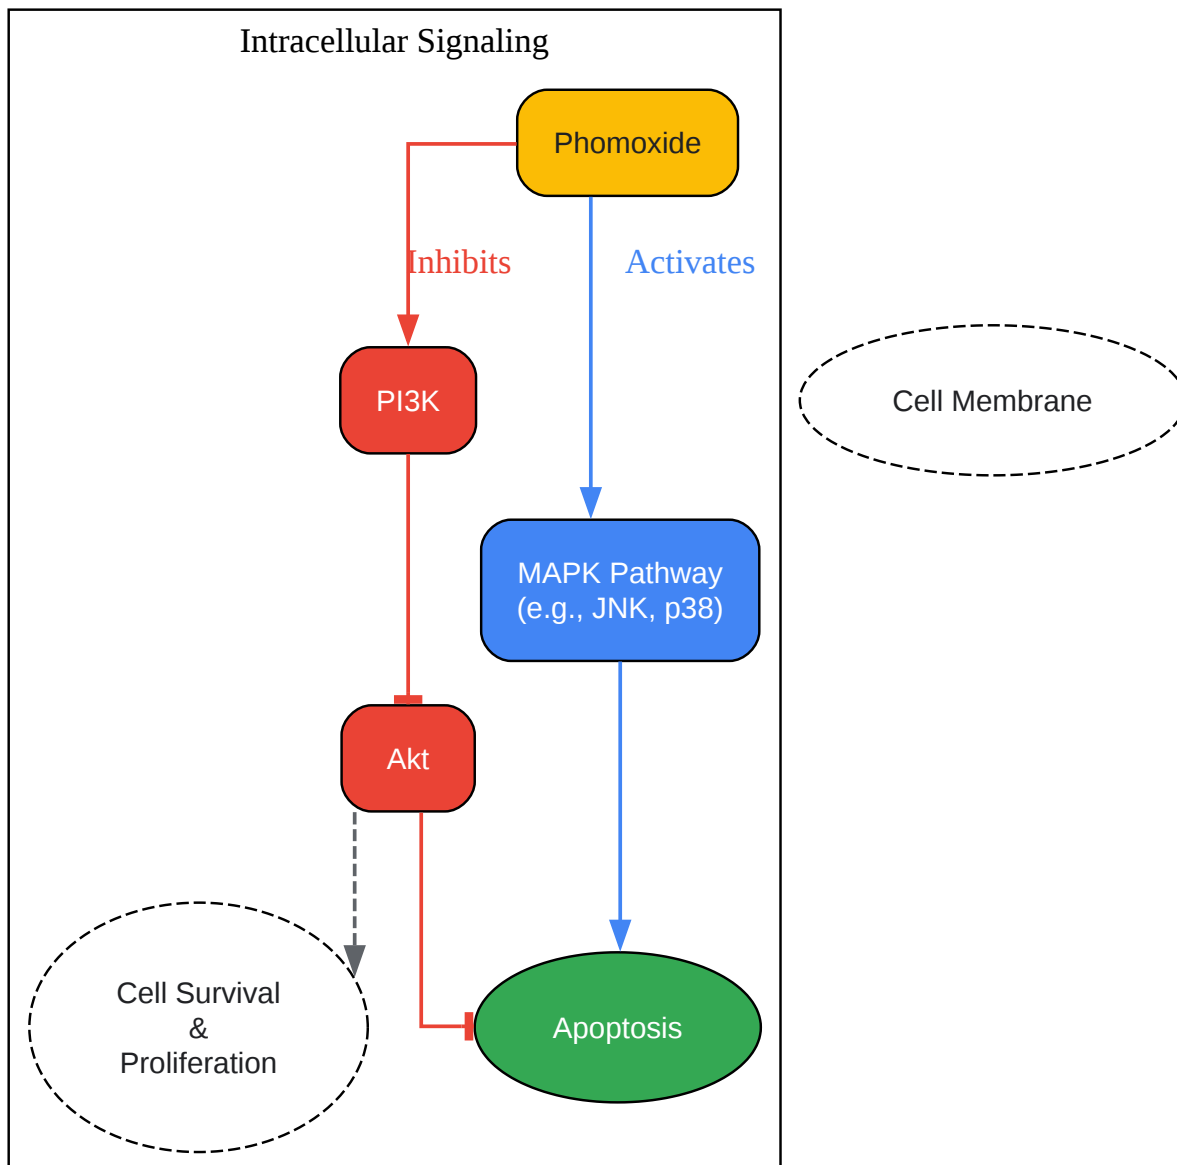 Intracellular Signaling
Phomoxide
Inhibits
Activates
PI3K
Cell Membrane
MAPK Pathway
(e.g., JNK, p38)
Akt
Cell Survival
&
Proliferation
Apoptosis